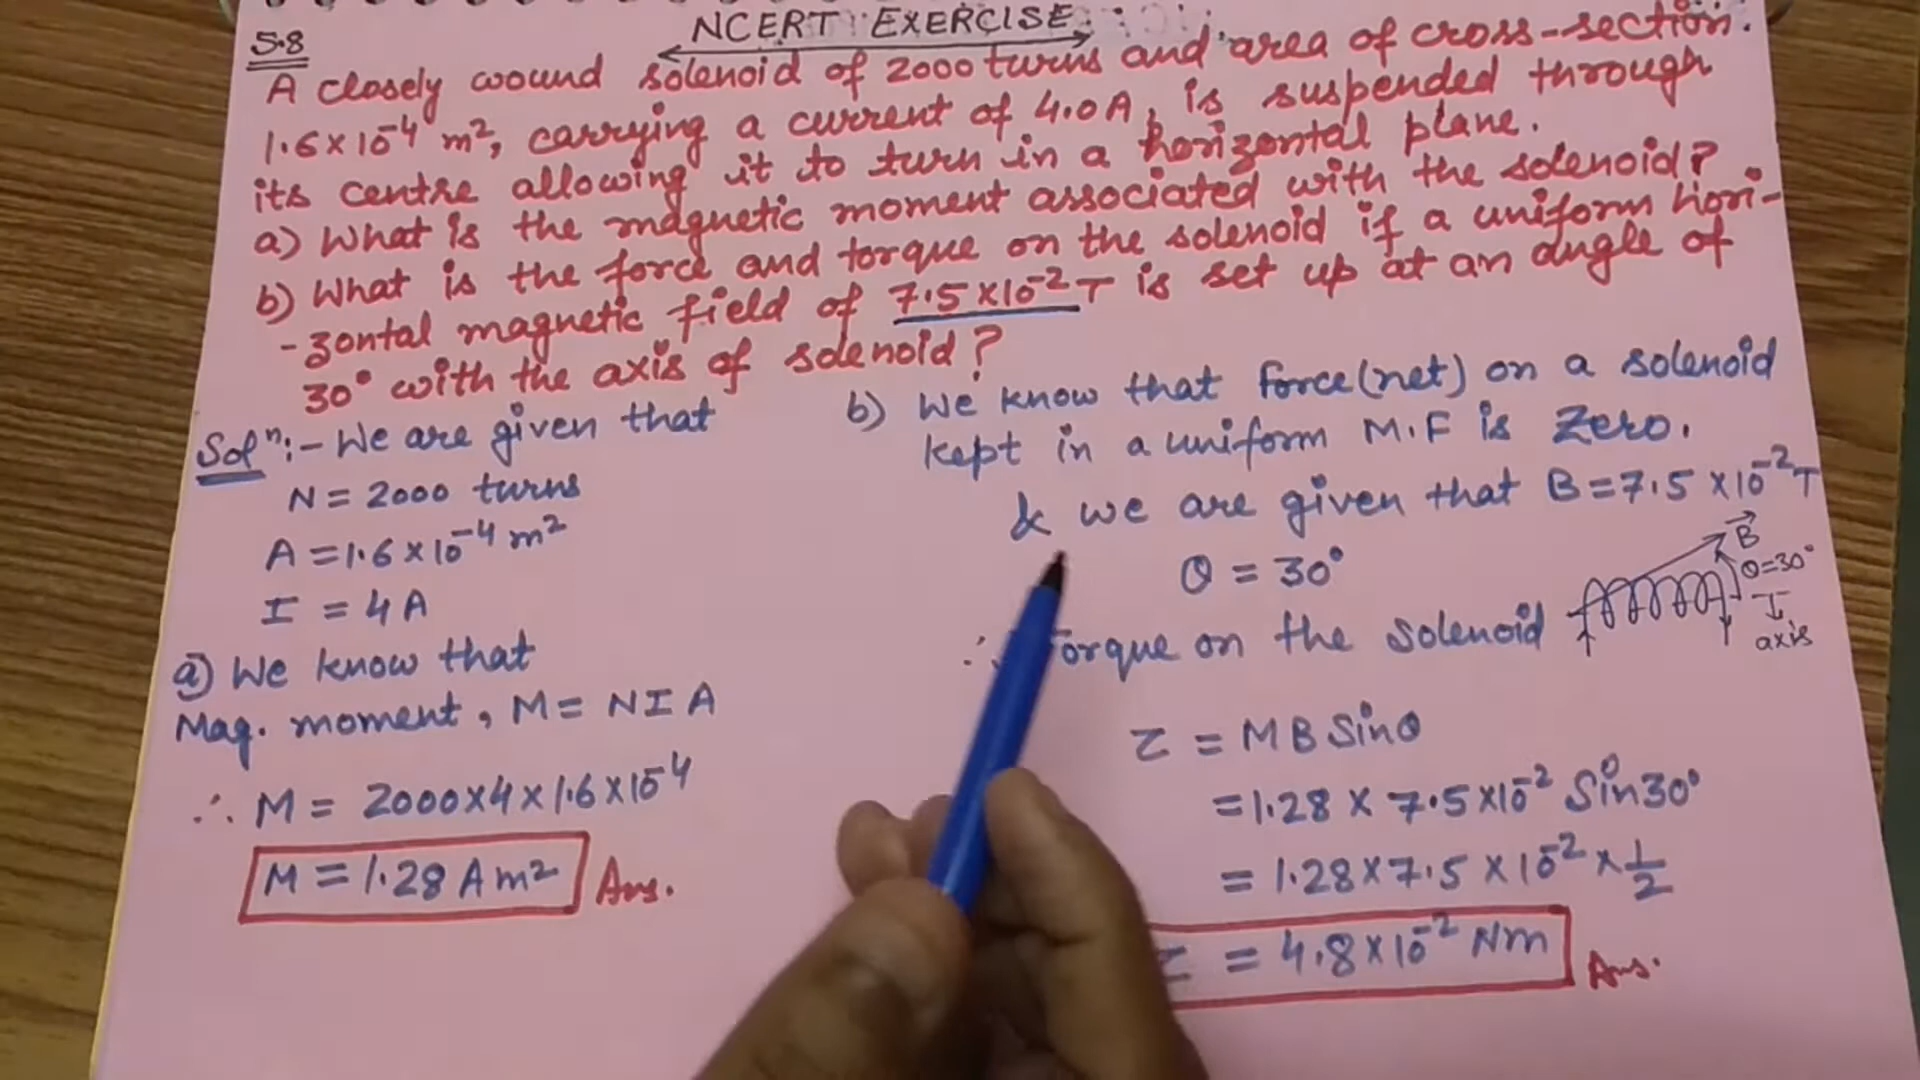 NCERT EXERCISE
5.8
A closely wound solenoid of 2000 turns and area of cross-section.
1.6×10⁻⁴ m², carrying a current of 4.0A, is suspended through
its centre allowing it to turn in a horizontal plane.
a) What is the magnetic moment associated with the solenoid?
b) What is the force and torque on the solenoid if a uniform hori-
-zontal magnetic field of 7.5×10⁻² T is set up at an angle of
30° with the axis of solenoid?
Solⁿ:- We are given that
N = 2000 turns
A = 1.6×10⁻⁴ m²
I = 4A
a) We know that
Mag. moment, M = NIA
∴ M = 2000×4×1.6×10⁻⁴
M = 1.28 Am² Ans.
b) We know that force(net) on a solenoid
kept in a uniform M.F is Zero.
& we are given that B = 7.5×10⁻² T
θ = 30°
B
θ=30°
axis
∴ on the solenoid
τ = MB Sinθ
= 1.28 × 7.5×10⁻² Sin30°
= 1.28×7.5×10⁻² × 1/2
τ = 4.8×10⁻² Nm Ans.